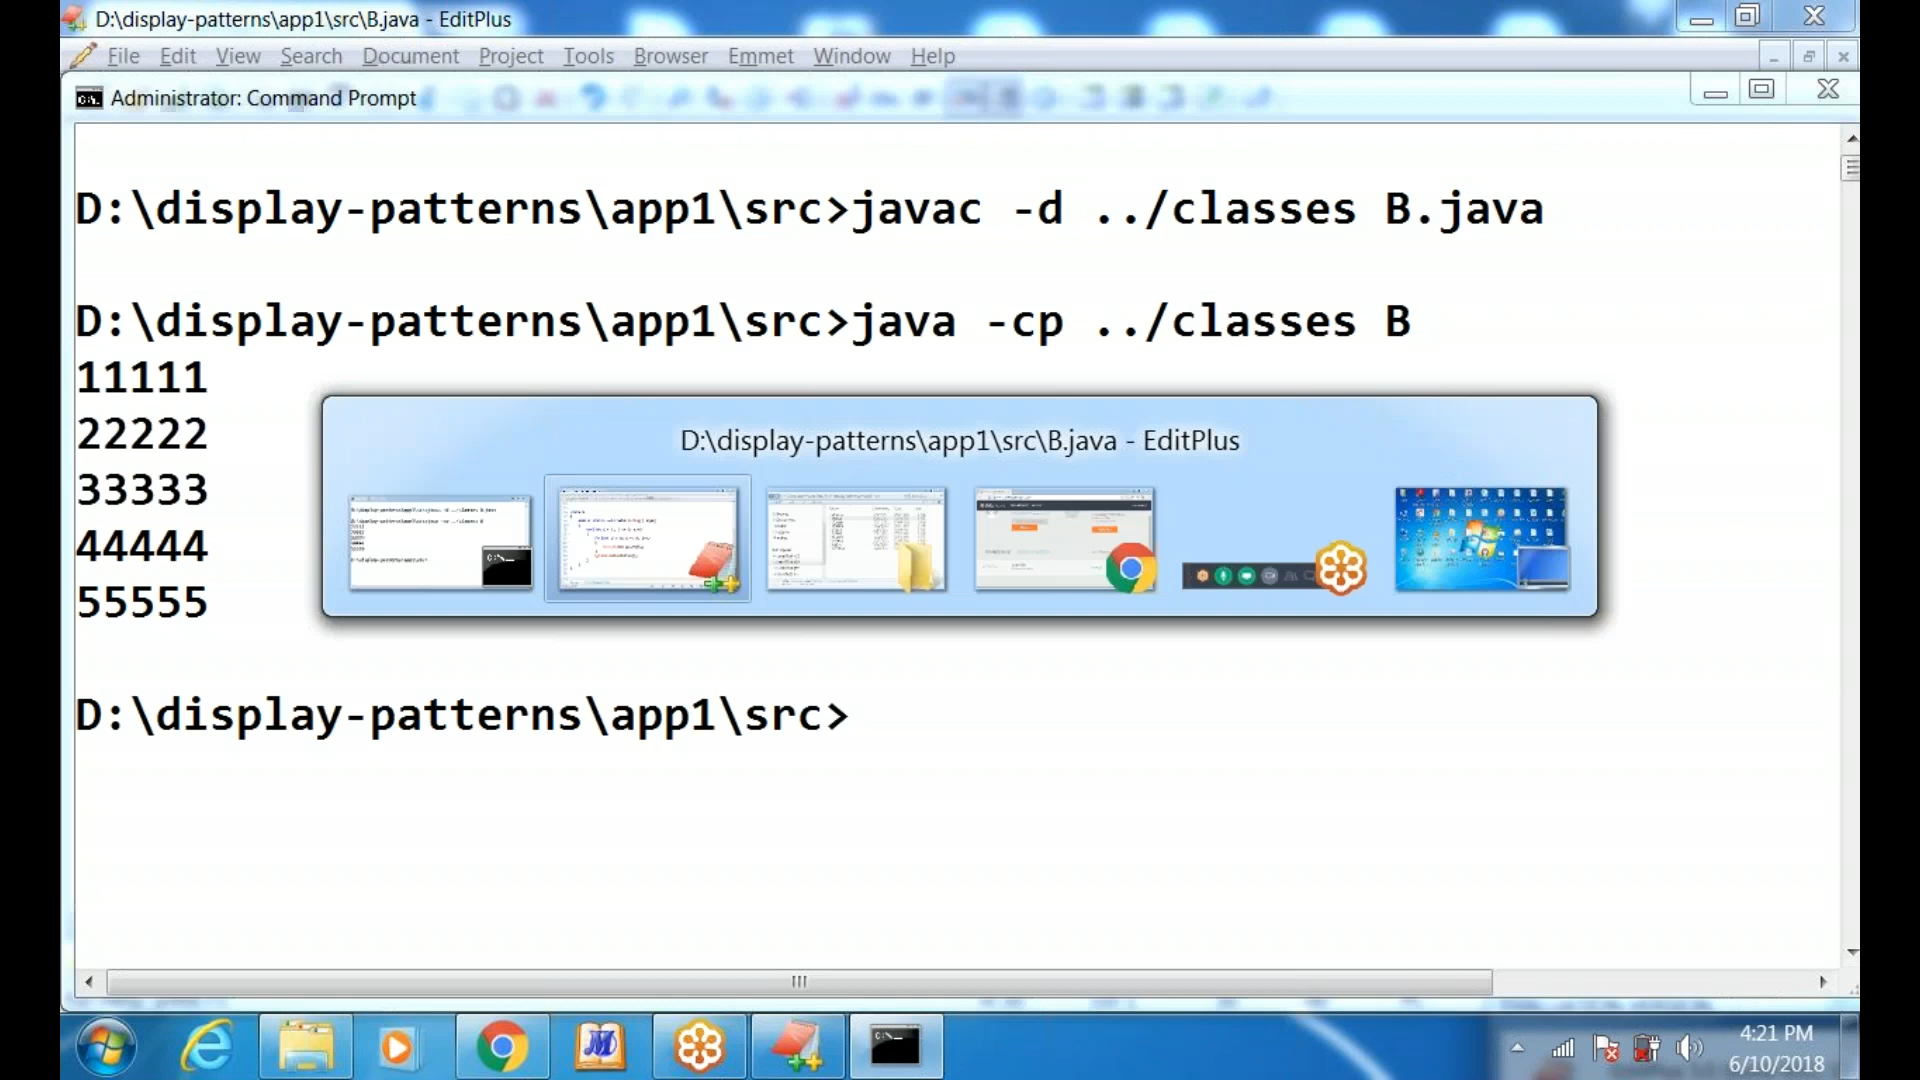 D:\display-patterns\app1\src\B.java - EditPlus
File Edit View Search Document Project Tools Browser Emmet Window Help
Administrator: Command Prompt
D:\display-patterns\app1\src>javac -d ../classes B.java
D:\display-patterns\app1\src>java -cp ../classes B
11111
22222
33333
44444
55555
D:\display-patterns\app1\src\B.java - EditPlus
D:\display-patterns\app1\src>
4:21 PM
6/10/2018